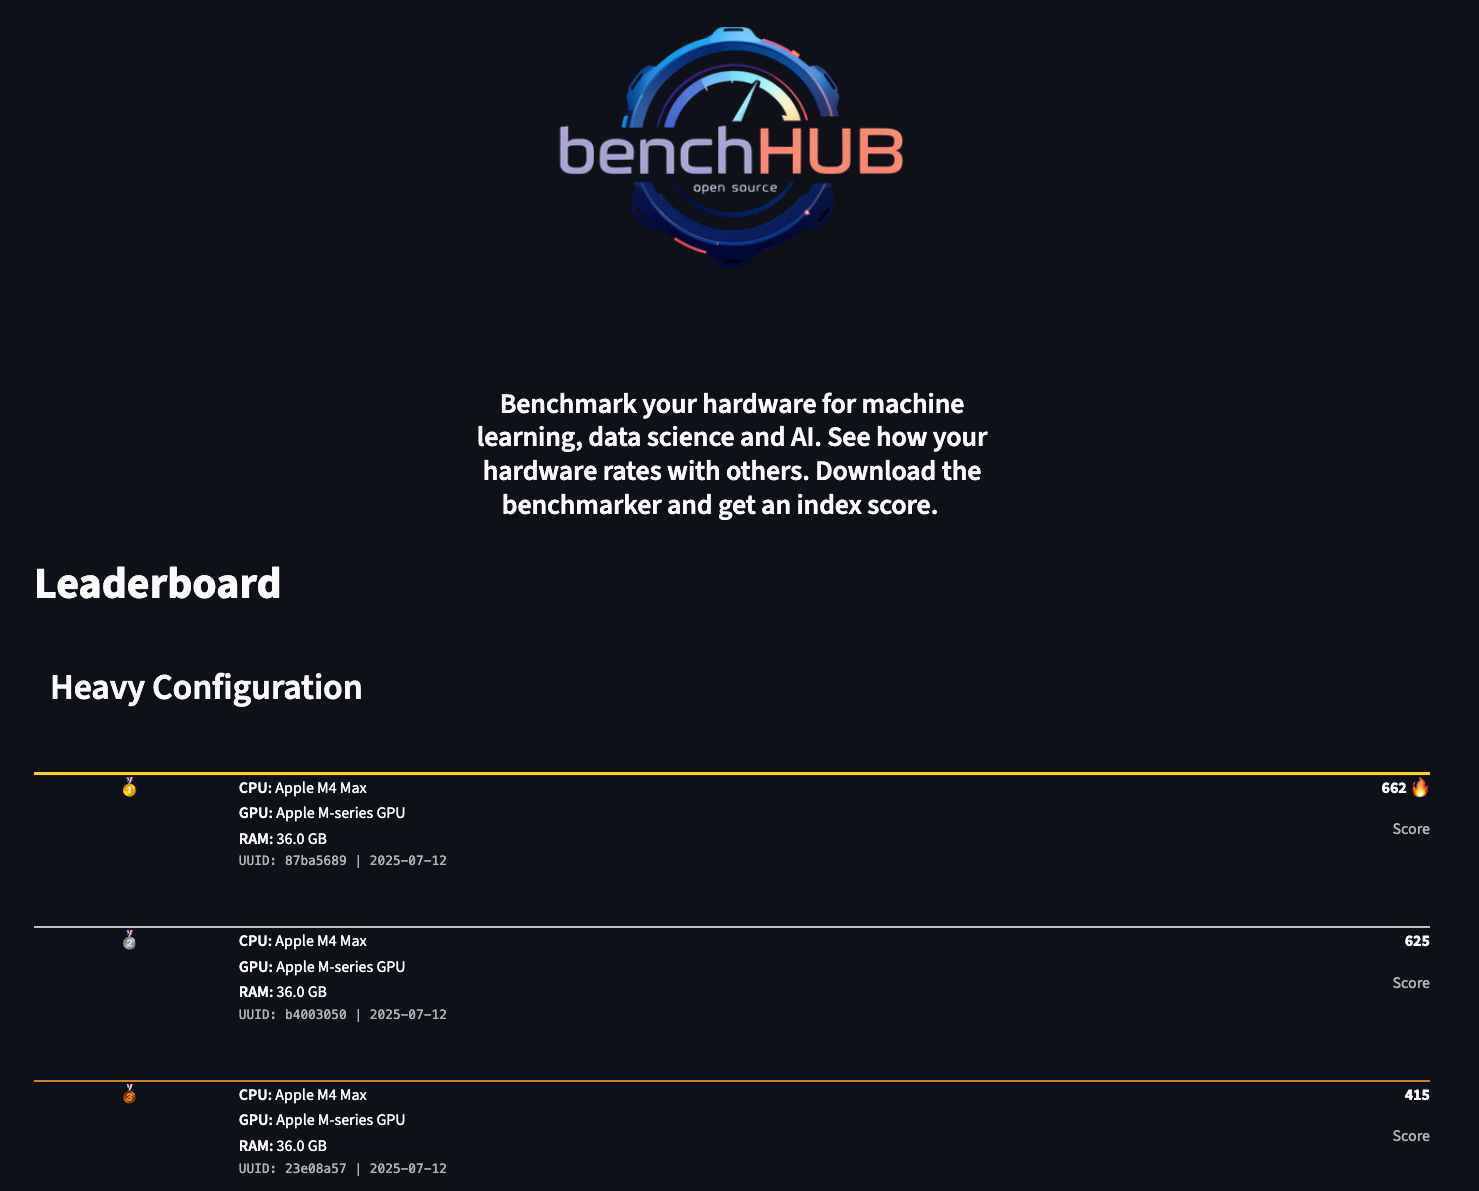 benchHUB
open source
Benchmark your hardware for machine
learning, data science and AI. See how your
hardware rates with others. Download the
benchmarker and get an index score.
Leaderboard
Heavy Configuration
1
CPU: Apple M4 Max
662 🔥
GPU: Apple M-series GPU
Score
RAM: 36.0 GB
UUID: 87ba5689 | 2025-07-12
2
CPU: Apple M4 Max
625
GPU: Apple M-series GPU
Score
RAM: 36.0 GB
UUID: b4003050 | 2025-07-12
3
CPU: Apple M4 Max
415
GPU: Apple M-series GPU
Score
RAM: 36.0 GB
UUID: 23e08a57 | 2025-07-12